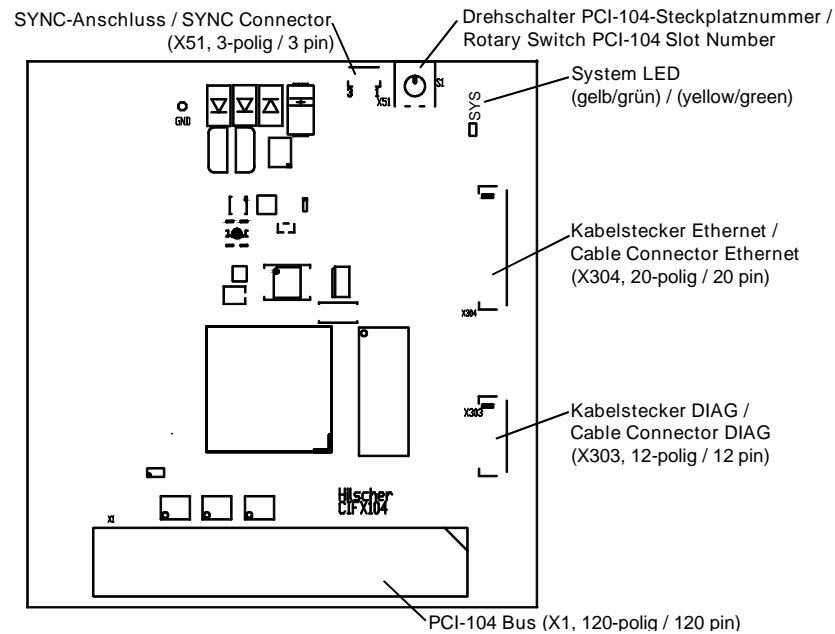 SYNC-Anschluss / SYNC Connector
(X51, 3-polig / 3 pin)
Drehschalter PCI-104-Steckplatznummer /
Rotary Switch PCI-104 Slot Number
System LED
(gelb/grün) / (yellow/green)
GND
X51
S1
SYS
Kabelstecker Ethernet /
Cable Connector Ethernet
(X304, 20-polig / 20 pin)
X304
Kabelstecker DIAG /
Cable Connector DIAG
(X303, 12-polig / 12 pin)
X303
Hilscher
CIFX104
X1
PCI-104 Bus (X1, 120-polig / 120 pin)